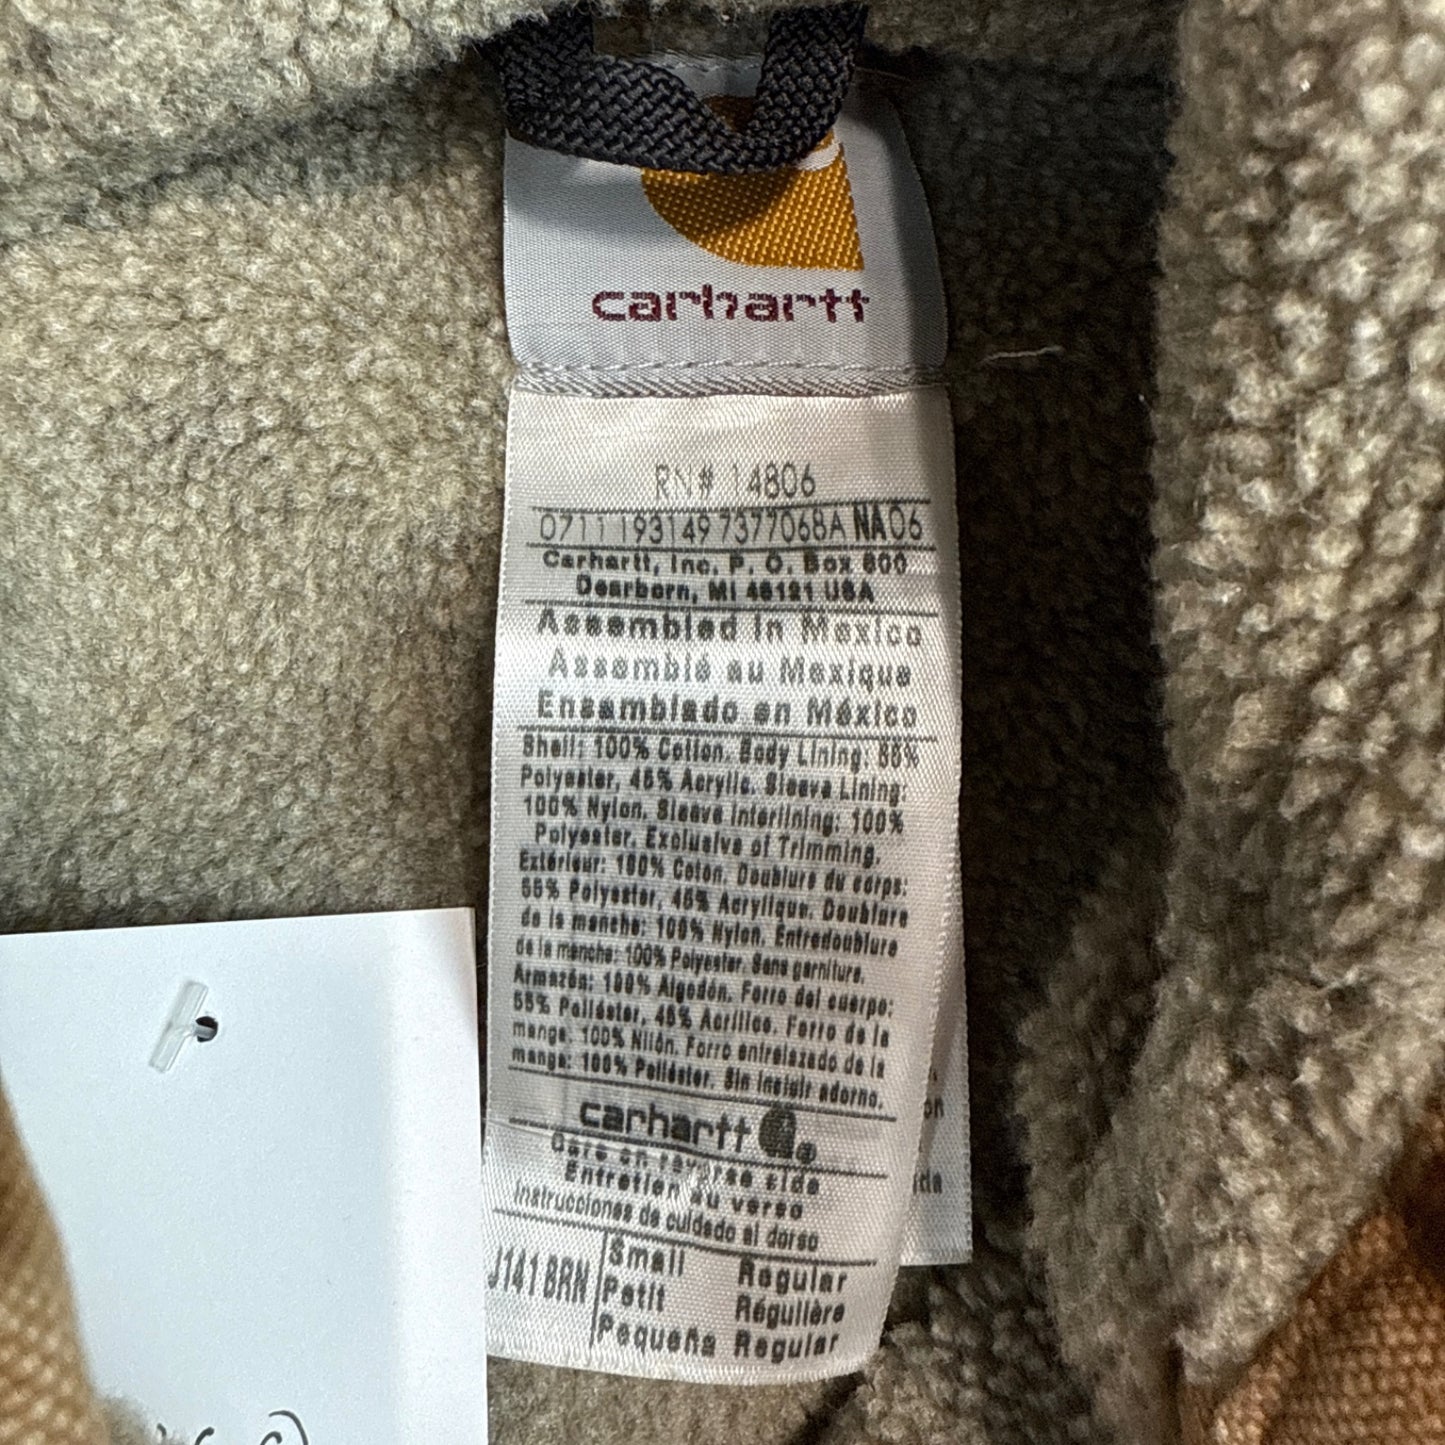 carhartt
RN# 14806
0711 193149 7377068A NA06
Carhartt, Inc. P. O. Box 600
Dearborn, MI 48121 USA
Assembled in Mexico
Assemblé au Mexique
Ensamblado en México
Shell: 100% Cotton. Body Lining: 55%
Polyester, 45% Acrylic. Sleeve Lining:
100% Nylon. Sleeve Interlining: 100%
Polyester. Exclusive of Trimming.
Extérieur: 100% Coton. Doublure du corps:
55% Polyester, 45% Acrylique. Doublure
de la manche: 100% Nylon. Entredoublure
de la manche: 100% Polyester. Sans garniture.
Armazón: 100% Algodón. Forro del cuerpo:
55% Poliéster, 45% Acrílico. Forro de la
manga: 100% Nilón. Forro entrelazado de la
manga: 100% Poliéster. Sin incluir adorno.
carhartt
Care on reverse side
Entretien au verso
Instrucciones de cuidado al dorso
J141 BRN
Small Regular
Petit Régulière
Pequeña Regular